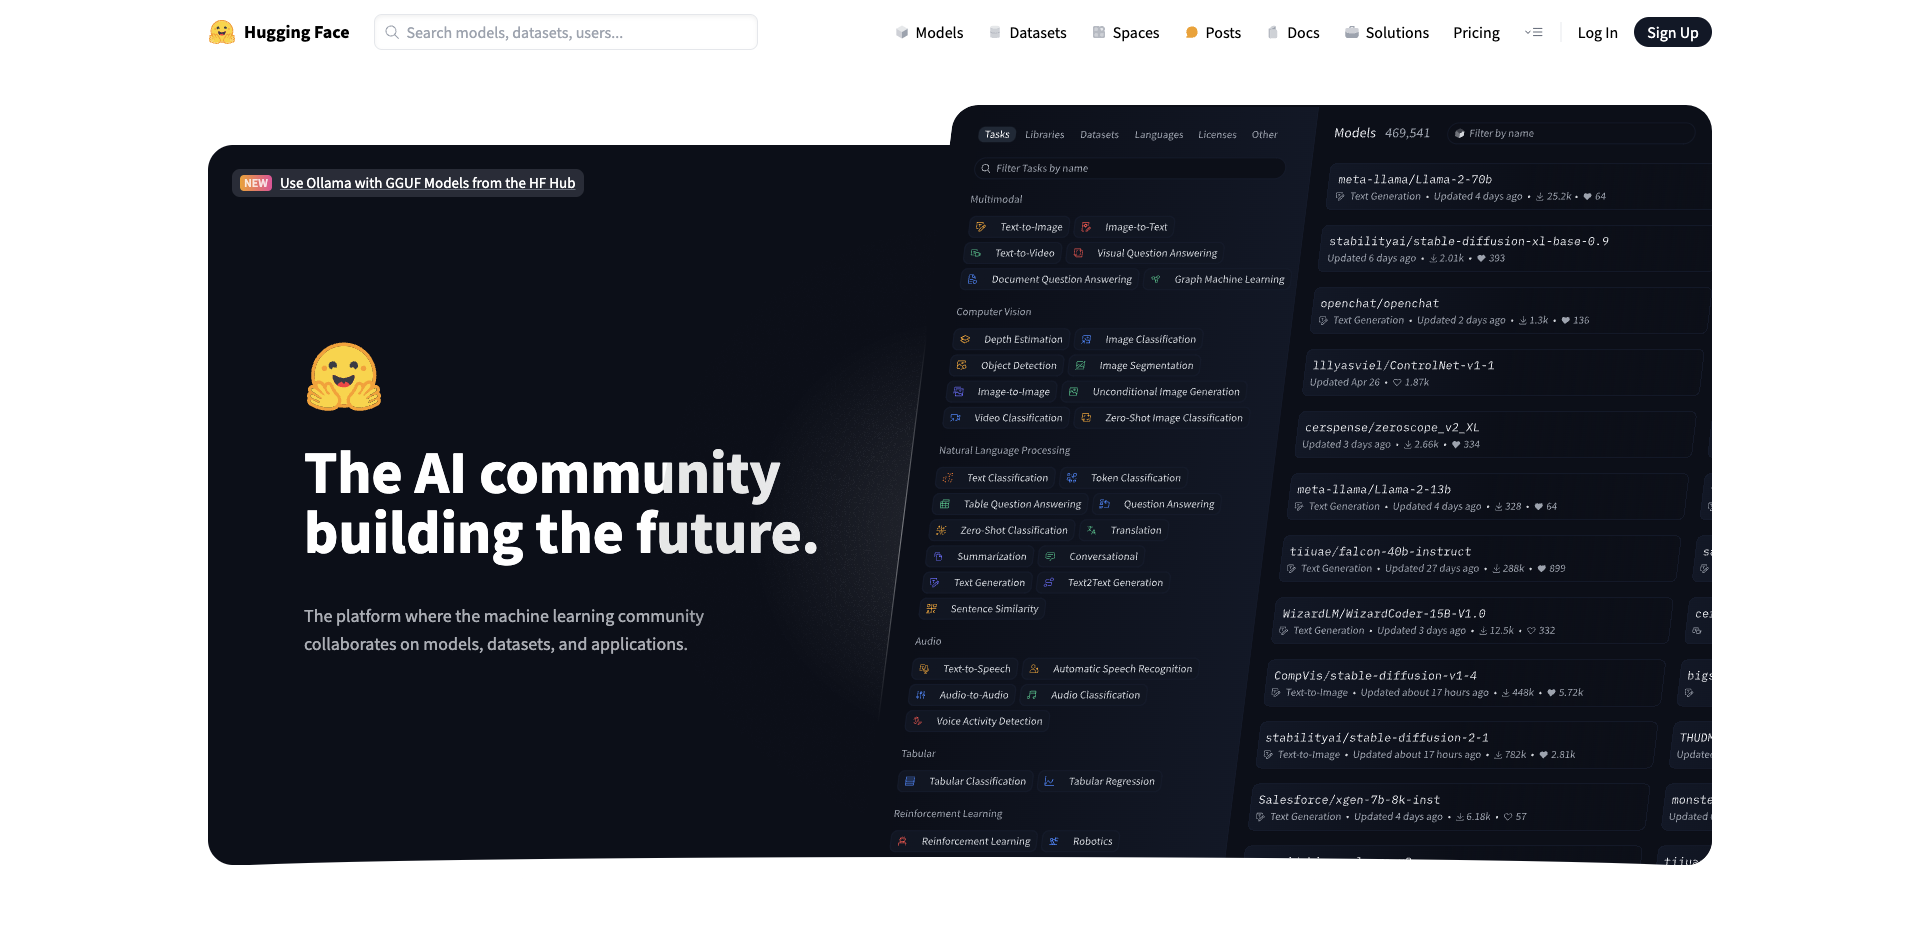 Hugging Face
Search models, datasets, users...
Models
Datasets
Spaces
Posts
Docs
Solutions
Pricing
Log In
Sign Up
NEW Use Ollama with GGUF Models from the HF Hub
The AI community
building the future.
The platform where the machine learning community
collaborates on models, datasets, and applications.
Tasks Libraries Datasets Languages Licenses Other
Filter Tasks by name
Multimodal
Text-to-Image Image-to-Text
Text-to-Video Visual Question Answering
Document Question Answering Graph Machine Learning
Computer Vision
Depth Estimation Image Classification
Object Detection Image Segmentation
Image-to-Image Unconditional Image Generation
Video Classification Zero-Shot Image Classification
Natural Language Processing
Text Classification Token Classification
Table Question Answering Question Answering
Zero-Shot Classification Translation
Summarization Conversational
Text Generation Text2Text Generation
Sentence Similarity
Audio
Text-to-Speech Automatic Speech Recognition
Audio-to-Audio Audio Classification
Voice Activity Detection
Tabular
Tabular Classification Tabular Regression
Reinforcement Learning
Reinforcement Learning Robotics
Models 469,541 Filter by name
meta-llama/Llama-2-70b
Text Generation • Updated 4 days ago • 25.2k • 64
stabilityai/stable-diffusion-xl-base-0.9
Updated 6 days ago • 2.01k • 393
openchat/openchat
Text Generation • Updated 2 days ago • 1.3k • 136
lllyasviel/ControlNet-v1-1
Updated Apr 26 • 1.87k
cerspense/zeroscope_v2_XL
Updated 3 days ago • 2.66k • 334
meta-llama/Llama-2-13b
Text Generation • Updated 4 days ago • 328 • 64
tiiuae/falcon-40b-instruct
Text Generation • Updated 27 days ago • 288k • 899
WizardLM/WizardCoder-15B-V1.0
Text Generation • Updated 3 days ago • 12.5k • 332
CompVis/stable-diffusion-v1-4
Text-to-Image • Updated about 17 hours ago • 448k • 5.72k
stabilityai/stable-diffusion-2-1
Text-to-Image • Updated about 17 hours ago • 782k • 2.81k
Salesforce/xgen-7b-8k-inst
Text Generation • Updated 4 days ago • 6.18k • 57